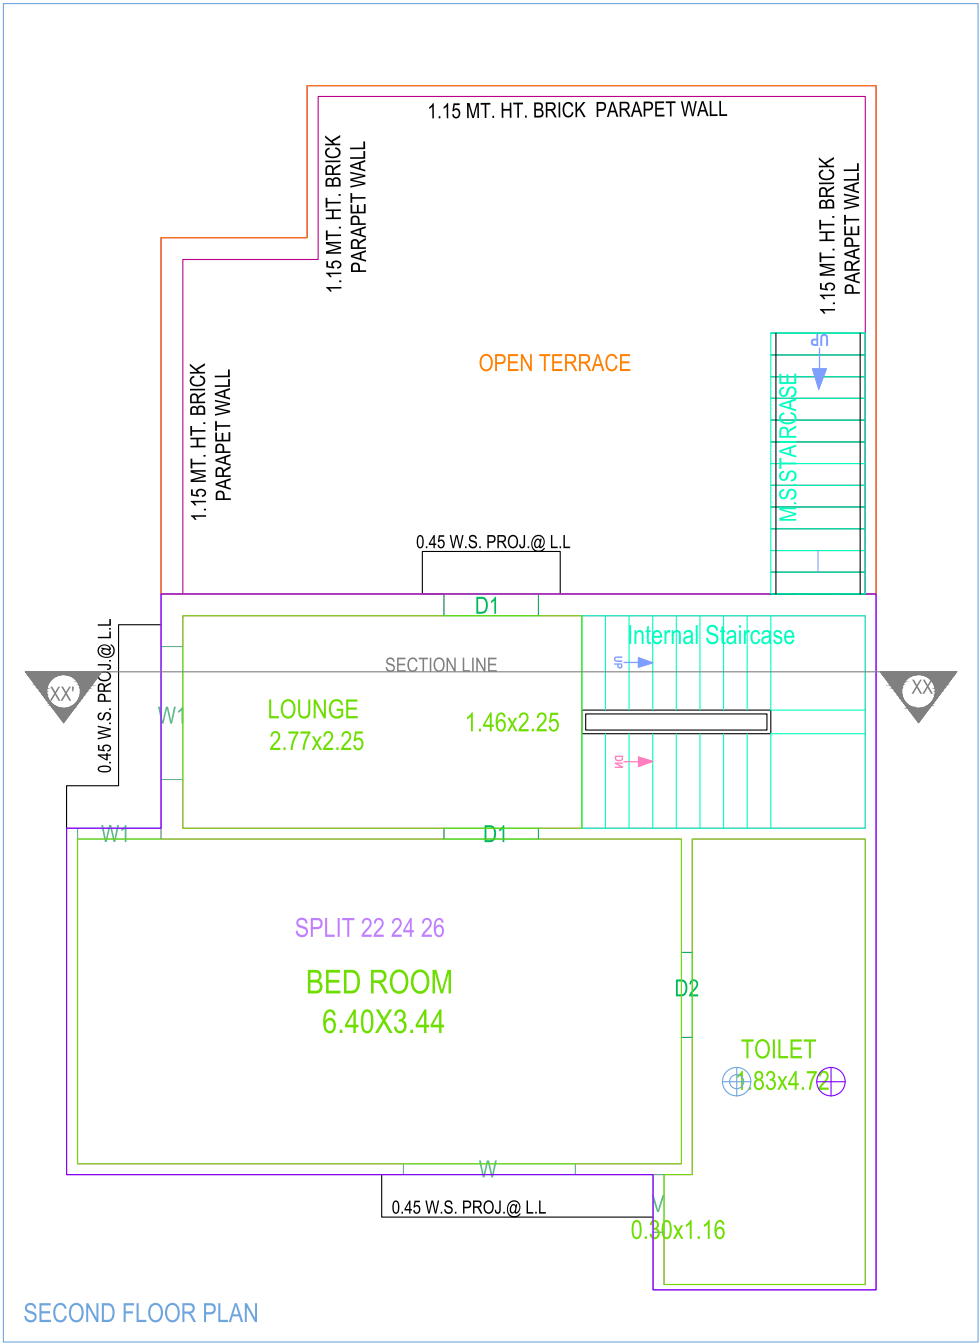 1.15 MT. HT. BRICK PARAPET WALL
1.15 MT. HT. BRICK
PARAPET WALL
1.15 MT. HT. BRICK
PARAPET WALL
UP
OPEN TERRACE
M.S.STAIRCASE
1.15 MT. HT. BRICK
PARAPET WALL
0.45 W.S. PROJ.@ L.L
D1
Internal Staircase
0.45 W.S. PROJ.@ L.L
SECTION LINE
UP
XX'
XX
W1
LOUNGE
2.77x2.25
1.46x2.25
DN
W1
D1
SPLIT 22 24 26
BED ROOM
6.40X3.44
D2
TOILET
1.83x4.72
W
0.45 W.S. PROJ.@ L.L
V
0.30x1.16
SECOND FLOOR PLAN